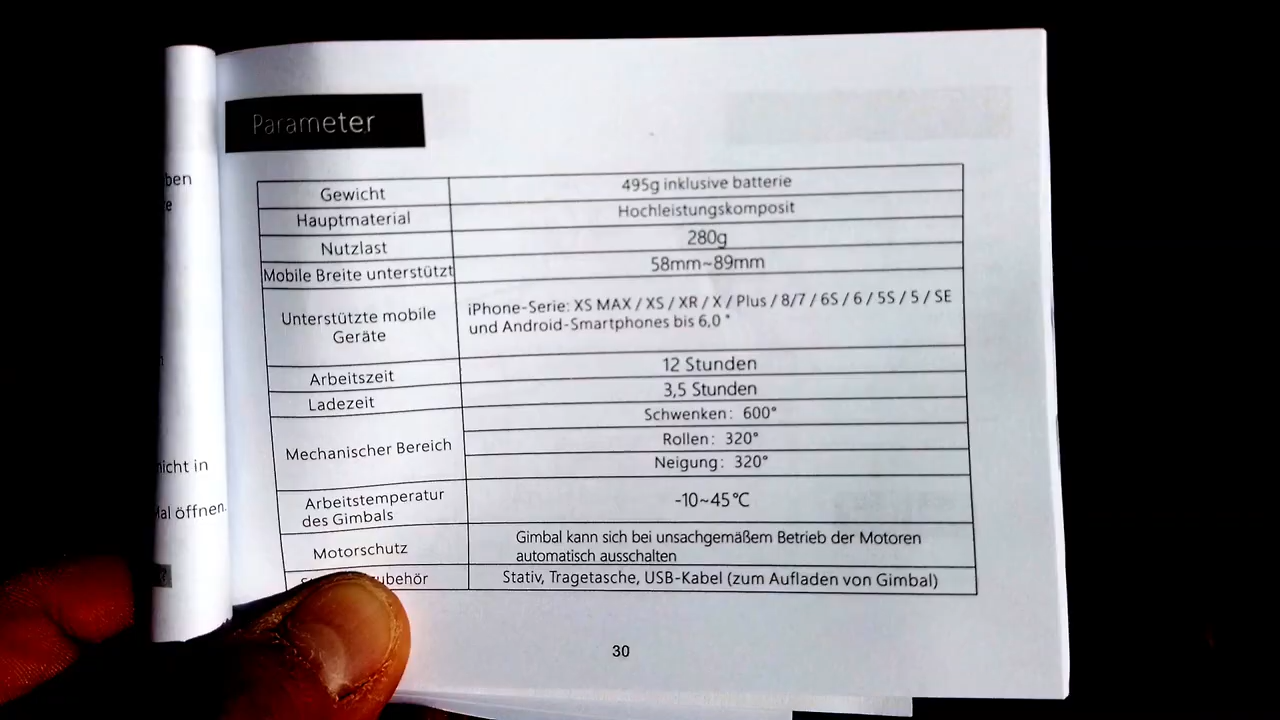 Parameter
ben
Gewicht 495g inklusive batterie
Hauptmaterial Hochleistungskomposit
Nutzlast 280g
Mobile Breite unterstützt 58mm~89mm
Unterstützte mobile Geräte
iPhone-Serie: XS MAX / XS / XR / X / Plus / 8/7 / 6S / 6 / 5S / 5 / SE
und Android-Smartphones bis 6,0 "
Arbeitszeit 12 Stunden
Ladezeit 3,5 Stunden
Mechanischer Bereich
Schwenken: 600°
Rollen: 320°
Neigung: 320°
nicht in
Arbeitstemperatur
des Gimbals
-10~45℃
öffnen.
Motorschutz
Gimbal kann sich bei unsachgemäßem Betrieb der Motoren
automatisch ausschalten
Stativ, Tragetasche, USB-Kabel (zum Aufladen von Gimbal)
30